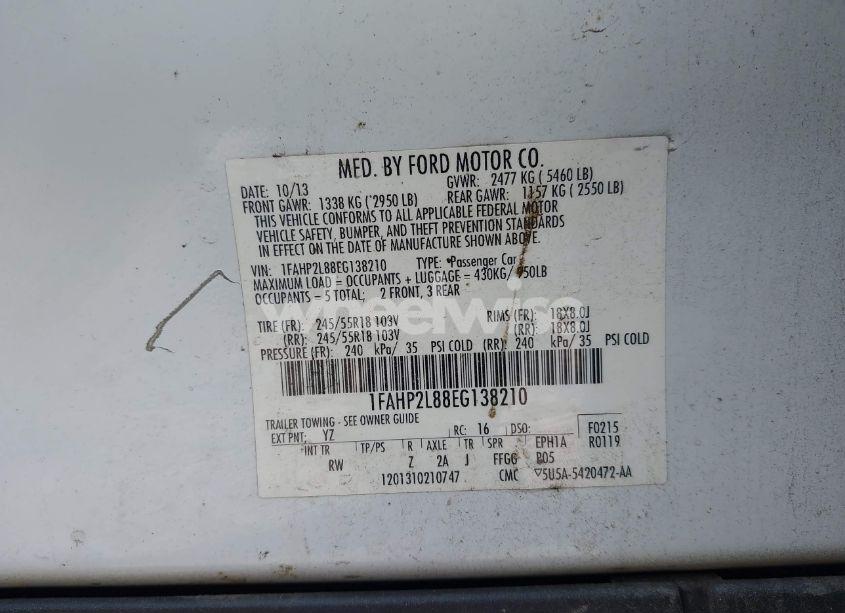 MFD. BY FORD MOTOR CO.
DATE: 10/13 GVWR: 2477 KG ( 5460 LB)
FRONT GAWR: 1338 KG ( 2950 LB) REAR GAWR: 1157 KG ( 2550 LB)
THIS VEHICLE CONFORMS TO ALL APPLICABLE FEDERAL MOTOR
VEHICLE SAFETY, BUMPER, AND THEFT PREVENTION STANDARDS
IN EFFECT ON THE DATE OF MANUFACTURE SHOWN ABOVE.
VIN: 1FAHP2L88EG138210 TYPE: Passenger Car
MAXIMUM LOAD = OCCUPANTS + LUGGAGE = 430KG/ 950LB
OCCUPANTS = 5 TOTAL; 2 FRONT, 3 REAR
wheelwise
TIRE (FR): 245/55R18 103V RIMS (FR): 18X8.0J
(RR): 245/55R18 103V (RR): 18X8.0J
PRESSURE (FR): 240 kPa/ 35 PSI COLD (RR): 240 kPa/ 35 PSI COLD
1FAHP2L88EG138210
TRAILER TOWING - SEE OWNER GUIDE
EXT PNT: YZ RC: 16 DSO: F0215
INT TR TP/PS R AXLE TR SPR EPH1A R0119
RW Z 2A J FFGG B05
1201310210747 CMC ▽5U5A-5420472-AA